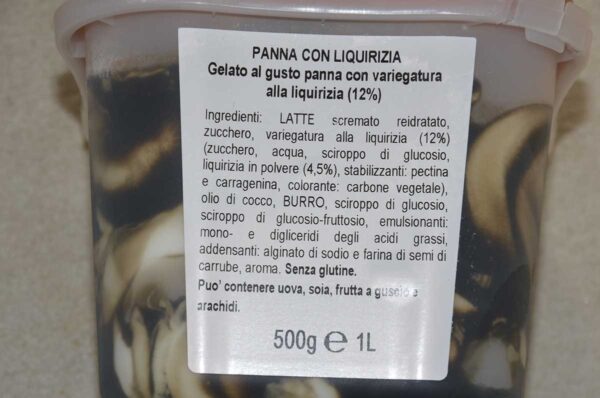 PANNA CON LIQUIRIZIA
Gelato al gusto panna con variegatura
alla liquirizia (12%)
Ingredienti: LATTE scremato reidratato,
zucchero, variegatura alla liquirizia (12%)
(zucchero, acqua, sciroppo di glucosio,
liquirizia in polvere (4,5%), stabilizzanti: pectina
e carragenina, colorante: carbone vegetale),
olio di cocco, BURRO, sciroppo di glucosio,
sciroppo di glucosio-fruttosio, emulsionanti:
mono- e digliceridi degli acidi grassi,
addensanti: alginato di sodio e farina di semi di
carrube, aroma. Senza glutine.
Puo' contenere uova, soia, frutta a guscio e
arachidi.
500g e 1L